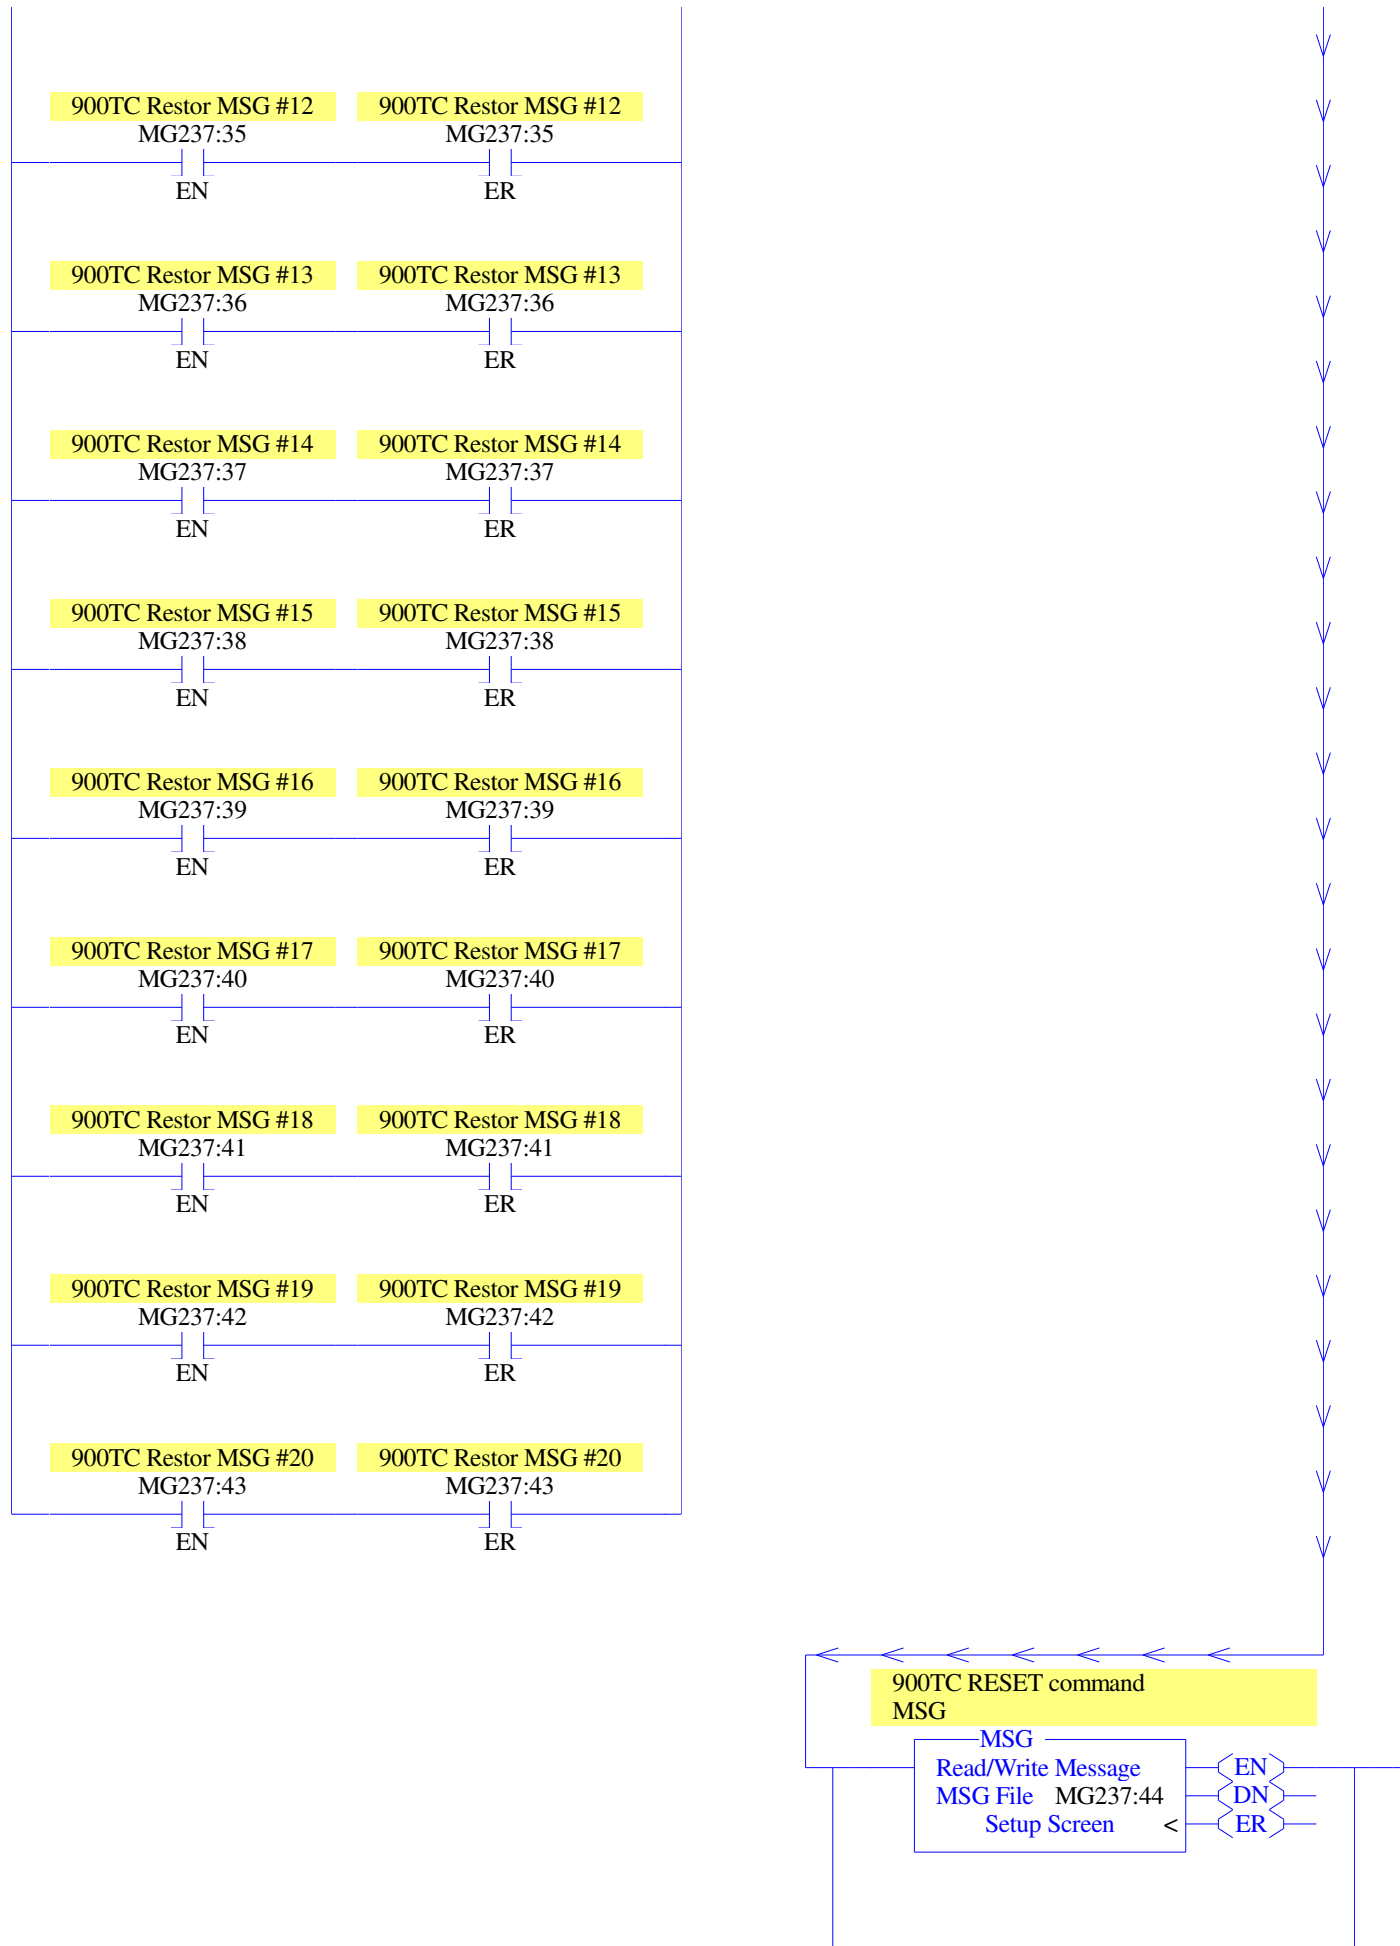 900TC Restor MSG #12 900TC Restor MSG #12
MG237:35 MG237:35
EN ER
900TC Restor MSG #13 900TC Restor MSG #13
MG237:36 MG237:36
EN ER
900TC Restor MSG #14 900TC Restor MSG #14
MG237:37 MG237:37
EN ER
900TC Restor MSG #15 900TC Restor MSG #15
MG237:38 MG237:38
EN ER
900TC Restor MSG #16 900TC Restor MSG #16
MG237:39 MG237:39
EN ER
900TC Restor MSG #17 900TC Restor MSG #17
MG237:40 MG237:40
EN ER
900TC Restor MSG #18 900TC Restor MSG #18
MG237:41 MG237:41
EN ER
900TC Restor MSG #19 900TC Restor MSG #19
MG237:42 MG237:42
EN ER
900TC Restor MSG #20 900TC Restor MSG #20
MG237:43 MG237:43
EN ER
900TC RESET command
MSG
MSG
Read/Write Message EN
MSG File MG237:44 DN
Setup Screen < ER